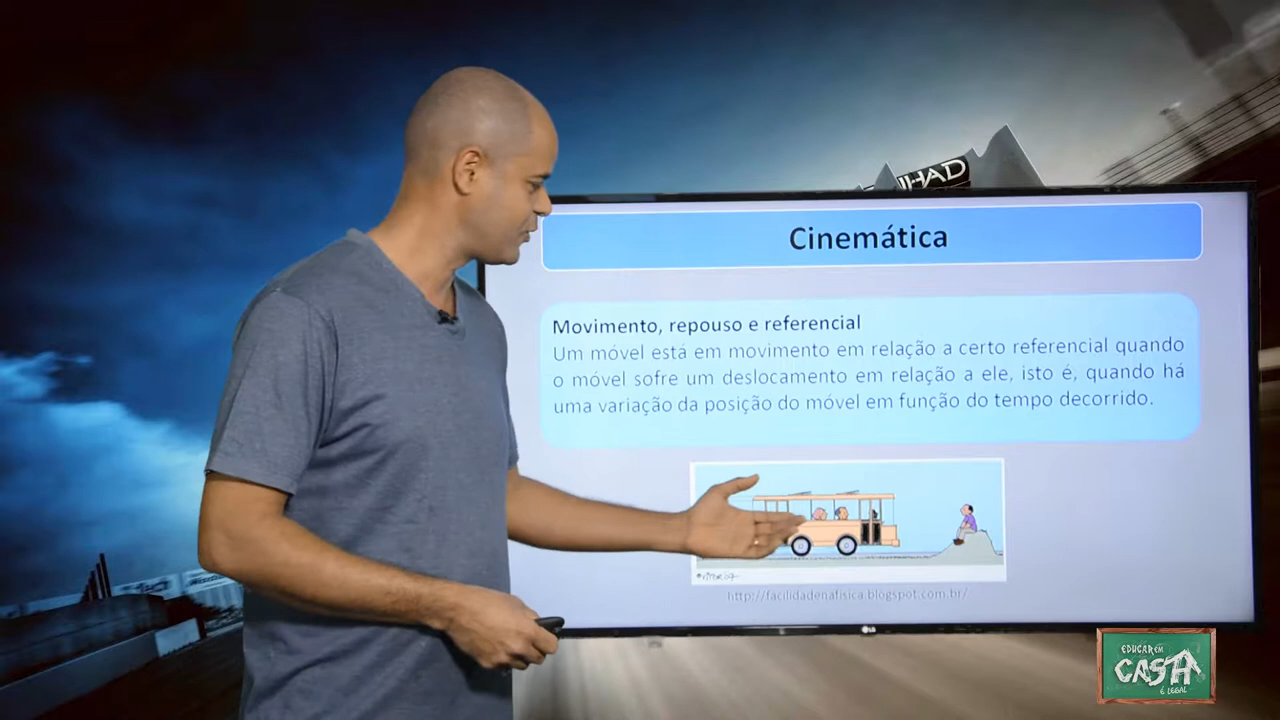 IHAD
Cinemática
Movimento, repouso e referencial
Um móvel está em movimento em relação a certo referencial quando
o móvel sofre um deslocamento em relação a ele, isto é, quando há
uma variação da posição do móvel em função do tempo decorrido.
http://facilidadenafisica.blogspot.com.br/
LG
EDUCAR EM
CASA
É LEGAL